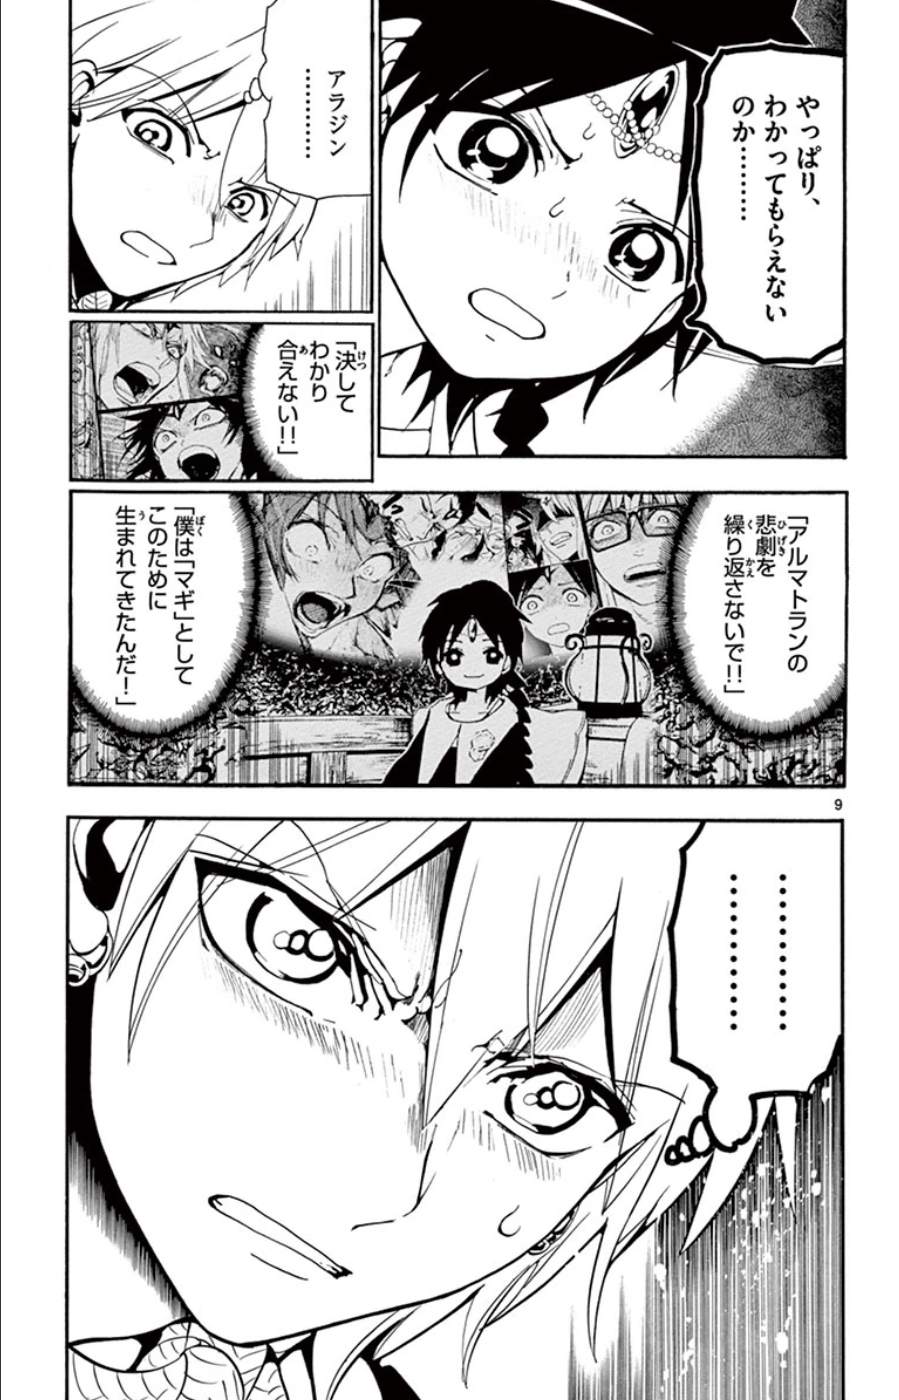 やっぱり、
わかってもらえない
のか………
アラジン
…………
「決して
わかり
合えない!!」
「アルマトランの
悲劇を
繰り返さないで!!」
「僕は「マギ」として
このために
生まれてきたんだ!」
9
…………
…………